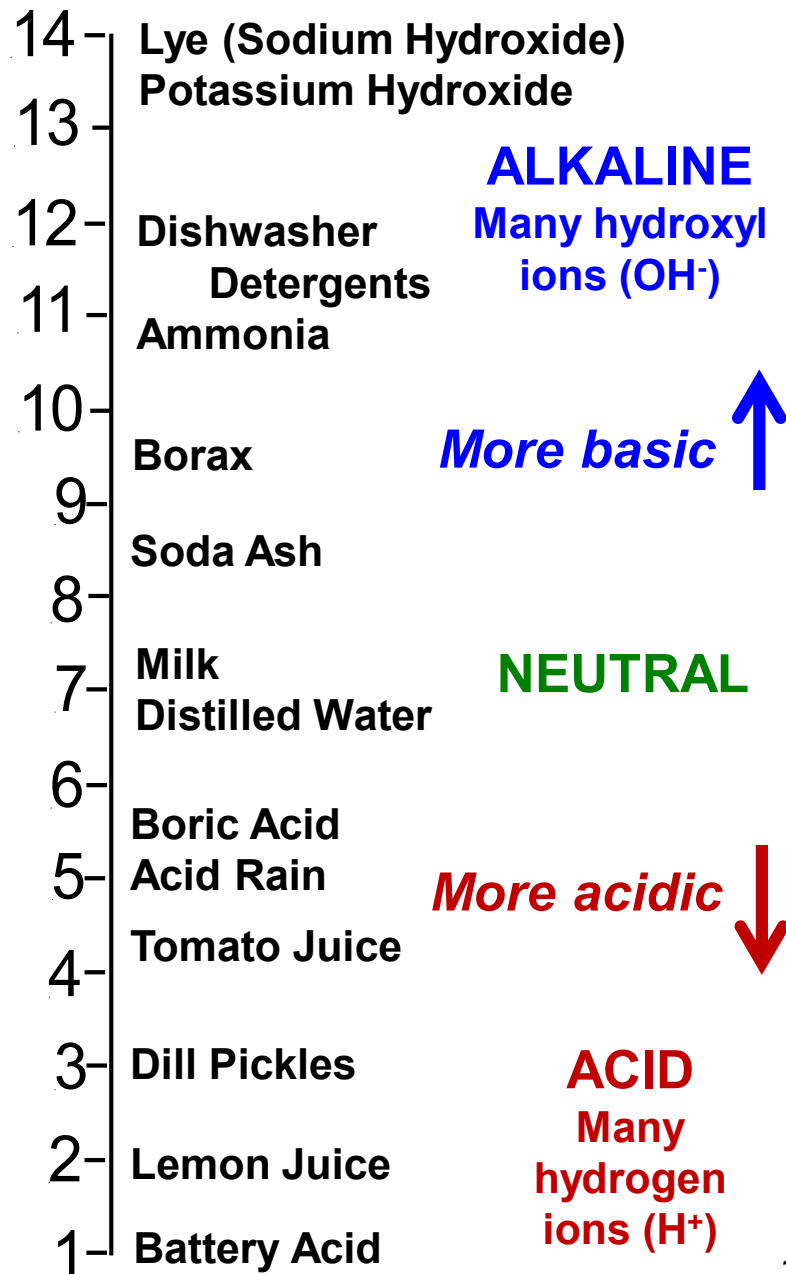 14
Lye (Sodium Hydroxide)
Potassium Hydroxide
13
ALKALINE
Many hydroxyl
ions (OH-)
12
Dishwasher
Detergents
11
Ammonia
10
More basic
Borax
9
Soda Ash
8
Milk
7
NEUTRAL
Distilled Water
6
Boric Acid
5
Acid Rain
More acidic
Tomato Juice
4
3
Dill Pickles
ACID
Many
hydrogen
ions (H+)
2
Lemon Juice
1
Battery Acid